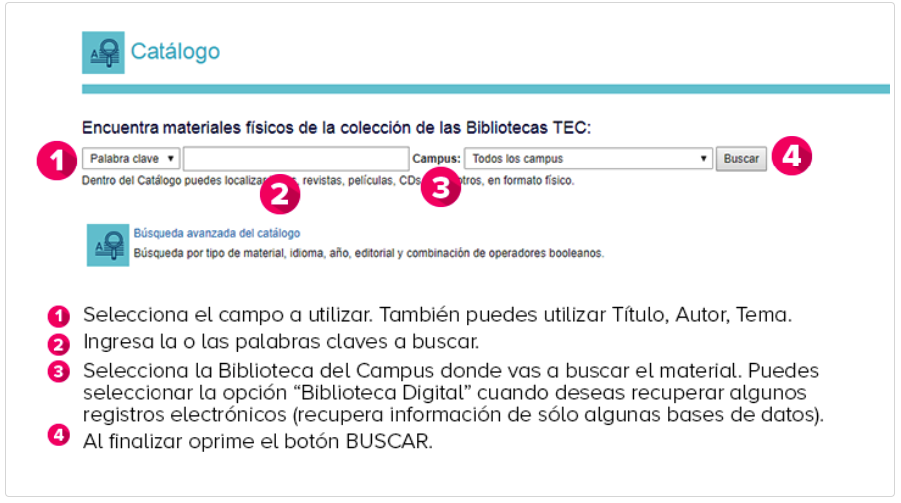 Catálogo
Encuentra materiales físicos de la colección de las Bibliotecas TEC:
1 Palabra clave Campus: Todos los campus Buscar 4
Dentro del Catálogo puedes localizar 2 revistas, películas, CDs 3 otros, en formato físico.
Búsqueda avanzada del catálogo
Búsqueda por tipo de material, idioma, año, editorial y combinación de operadores booleanos.
1 Selecciona el campo a utilizar. También puedes utilizar Título, Autor, Tema.
2 Ingresa la o las palabras claves a buscar.
3 Selecciona la Biblioteca del Campus donde vas a buscar el material. Puedes
seleccionar la opción “Biblioteca Digital” cuando deseas recuperar algunos
registros electrónicos (recupera información de sólo algunas bases de datos).
4 Al finalizar oprime el botón BUSCAR.